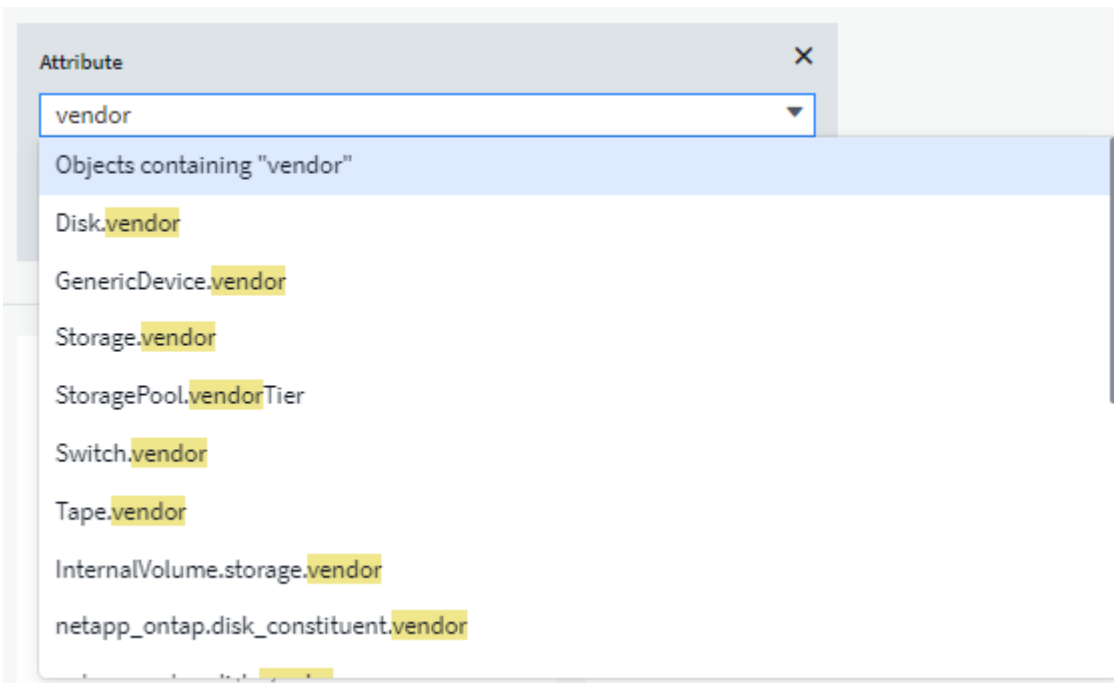 Attribute
vendor
Objects containing "vendor"
Disk.vendor
GenericDevice.vendor
Storage.vendor
StoragePool.vendorTier
Switch.vendor
Tape.vendor
InternalVolume.storage.vendor
netapp_ontap.disk_constituent.vendor